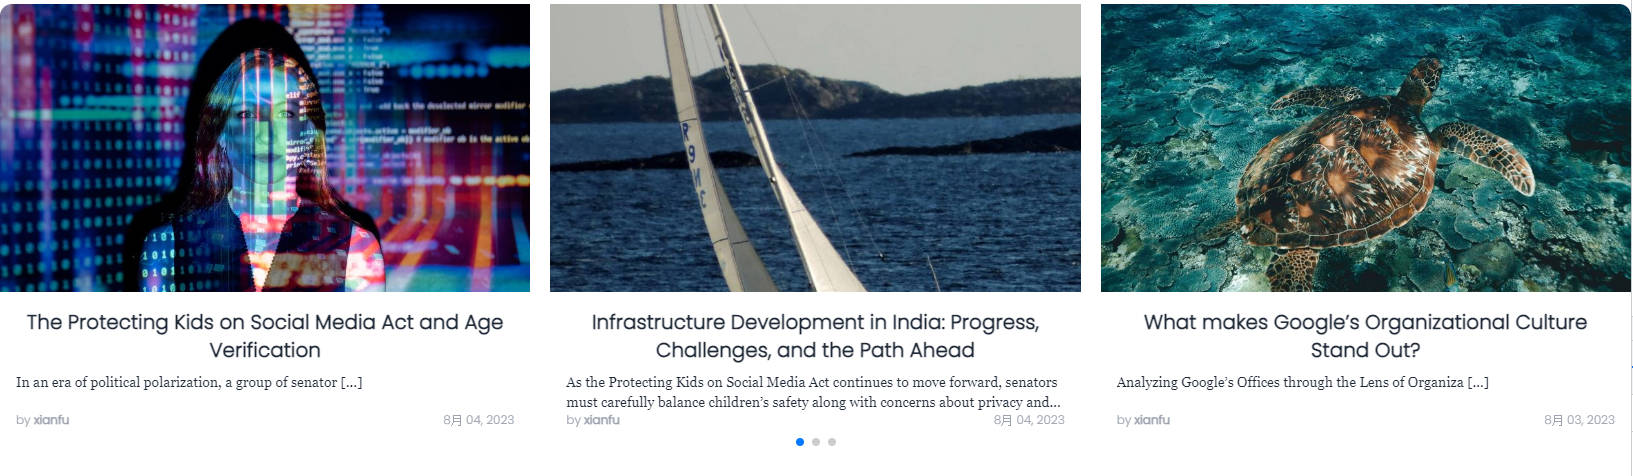 The Protecting Kids on Social Media Act and Age
Verification
In an era of political polarization, a group of senator [...]
by xianfu
8月 04, 2023
Infrastructure Development in India: Progress,
Challenges, and the Path Ahead
As the Protecting Kids on Social Media Act continues to move forward, senators
must carefully balance children’s safety along with concerns about privacy and...
by xianfu
8月 04, 2023
What makes Google’s Organizational Culture
Stand Out?
Analyzing Google’s Offices through the Lens of Organiza [...]
by xianfu
8月 03, 2023